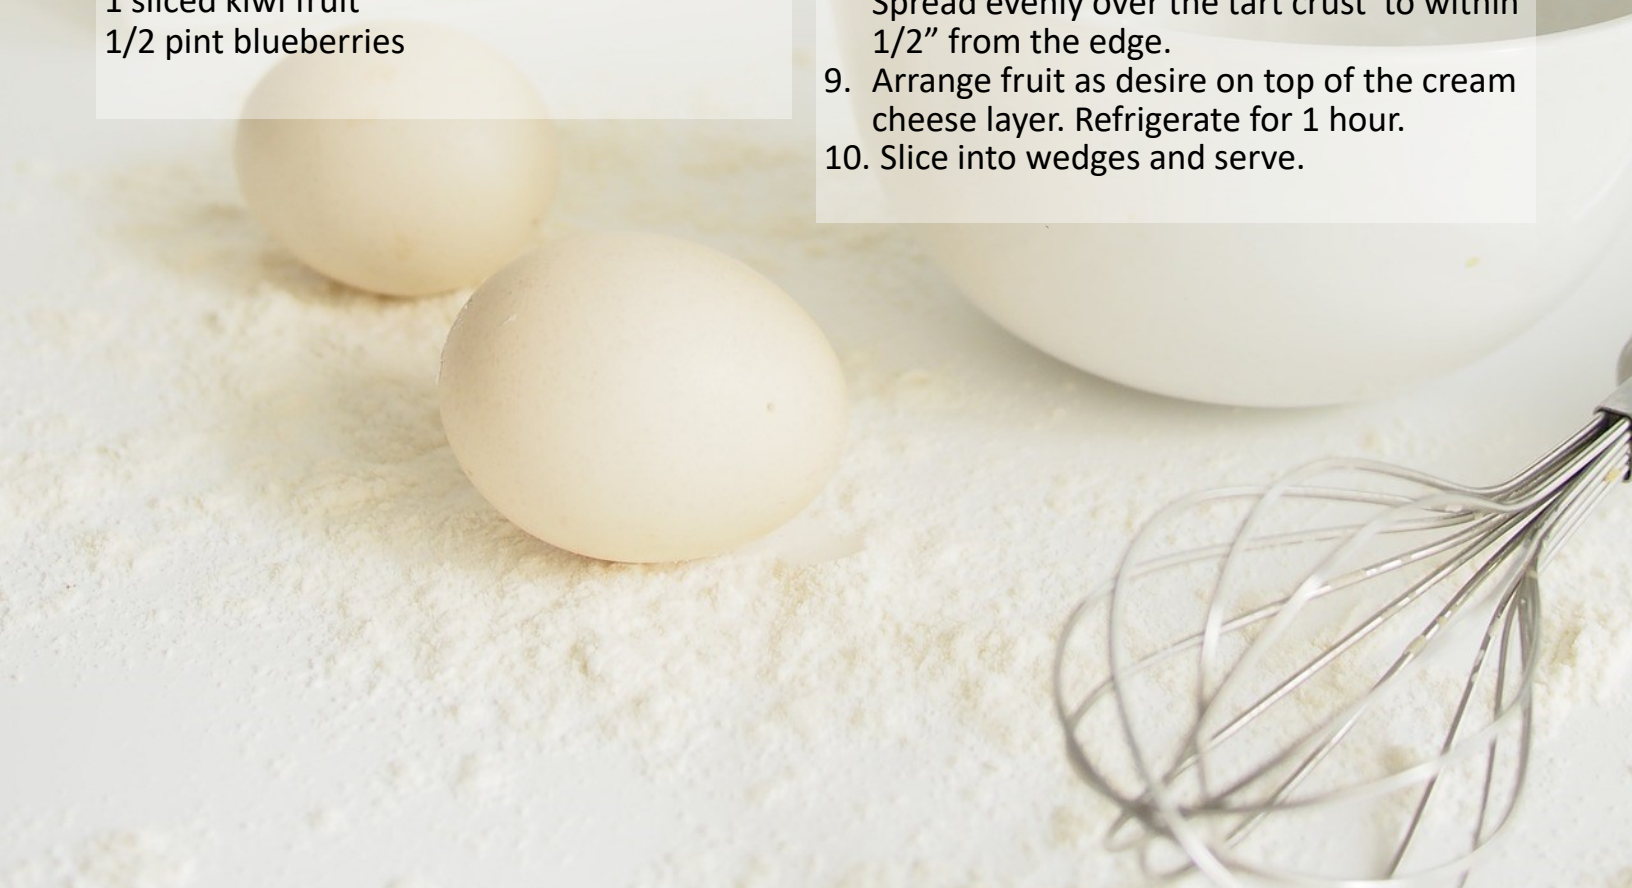 1 sliced kiwi fruit
1/2 pint blueberries
Spread evenly over the tart crust to within
1/2” from the edge.
9. Arrange fruit as desire on top of the cream
cheese layer. Refrigerate for 1 hour.
10. Slice into wedges and serve.